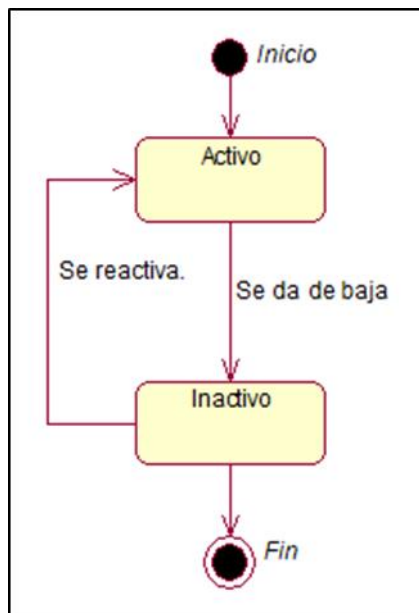 Inicio
Activo
Se reactiva.
Se da de baja
Inactivo
Fin